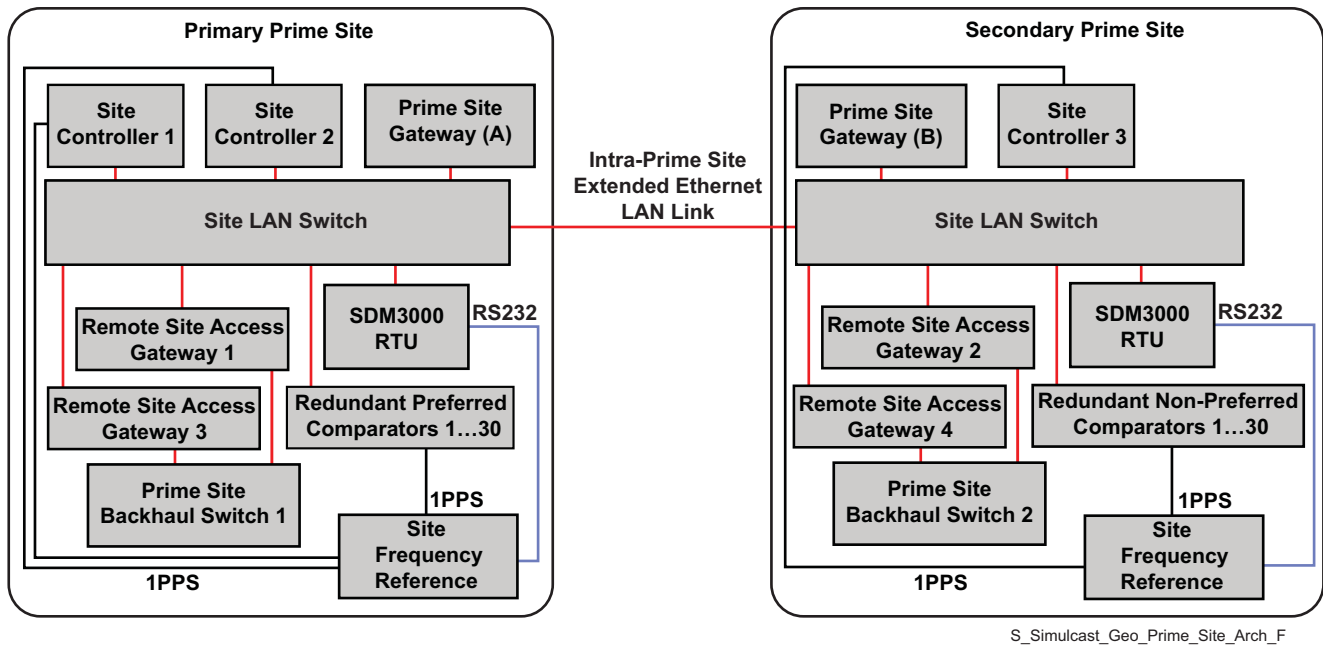 Primary Prime Site
Site
Controller 1
Site
Controller 2
Prime Site
Gateway (A)
Site LAN Switch
Remote Site Access
Gateway 1
SDM3000
RTU
RS232
Remote Site Access
Gateway 3
Redundant Preferred
Comparators 1…30
Prime Site
Backhaul Switch 1
1PPS
Site
Frequency
Reference
1PPS
Intra-Prime Site
Extended Ethernet
LAN Link
Secondary Prime Site
Prime Site
Gateway (B)
Site
Controller 3
Site LAN Switch
Remote Site Access
Gateway 2
SDM3000
RTU
RS232
Remote Site Access
Gateway 4
Redundant Non-Preferred
Comparators 1…30
Prime Site
Backhaul Switch 2
1PPS
Site
Frequency
Reference
1PPS
S_Simulcast_Geo_Prime_Site_Arch_F